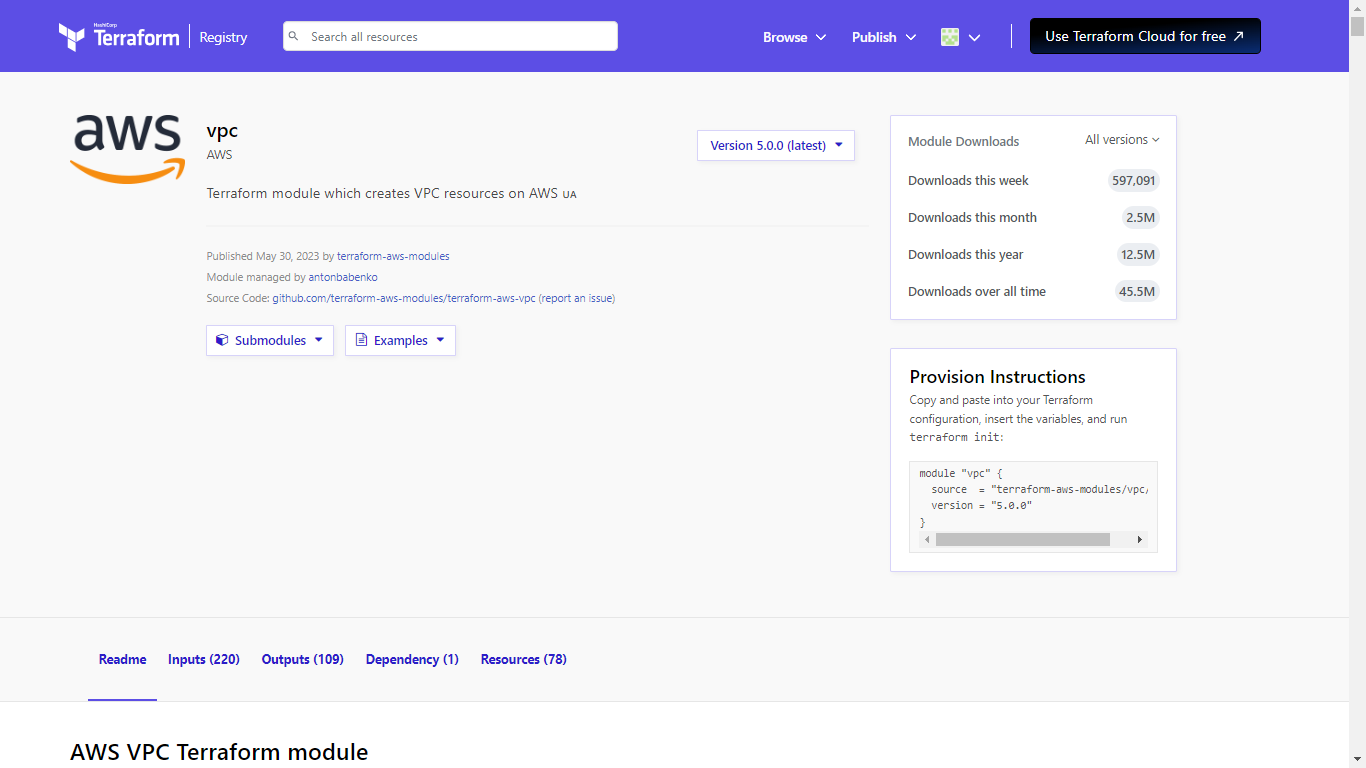 HashiCorp
Terraform
Registry
Search all resources
Browse
Publish
Use Terraform Cloud for free
aws
vpc
AWS
Version 5.0.0 (latest)
Terraform module which creates VPC resources on AWS UA
Published May 30, 2023 by terraform-aws-modules
Module managed by antonbabenko
Source Code: github.com/terraform-aws-modules/terraform-aws-vpc (report an issue)
Submodules
Examples
Module Downloads
All versions
Downloads this week 597,091
Downloads this month 2.5M
Downloads this year 12.5M
Downloads over all time 45.5M
Provision Instructions
Copy and paste into your Terraform
configuration, insert the variables, and run
terraform init:
module "vpc" {
source = "terraform-aws-modules/vpc/
version = "5.0.0"
}
Readme Inputs (220) Outputs (109) Dependency (1) Resources (78)
AWS VPC Terraform module